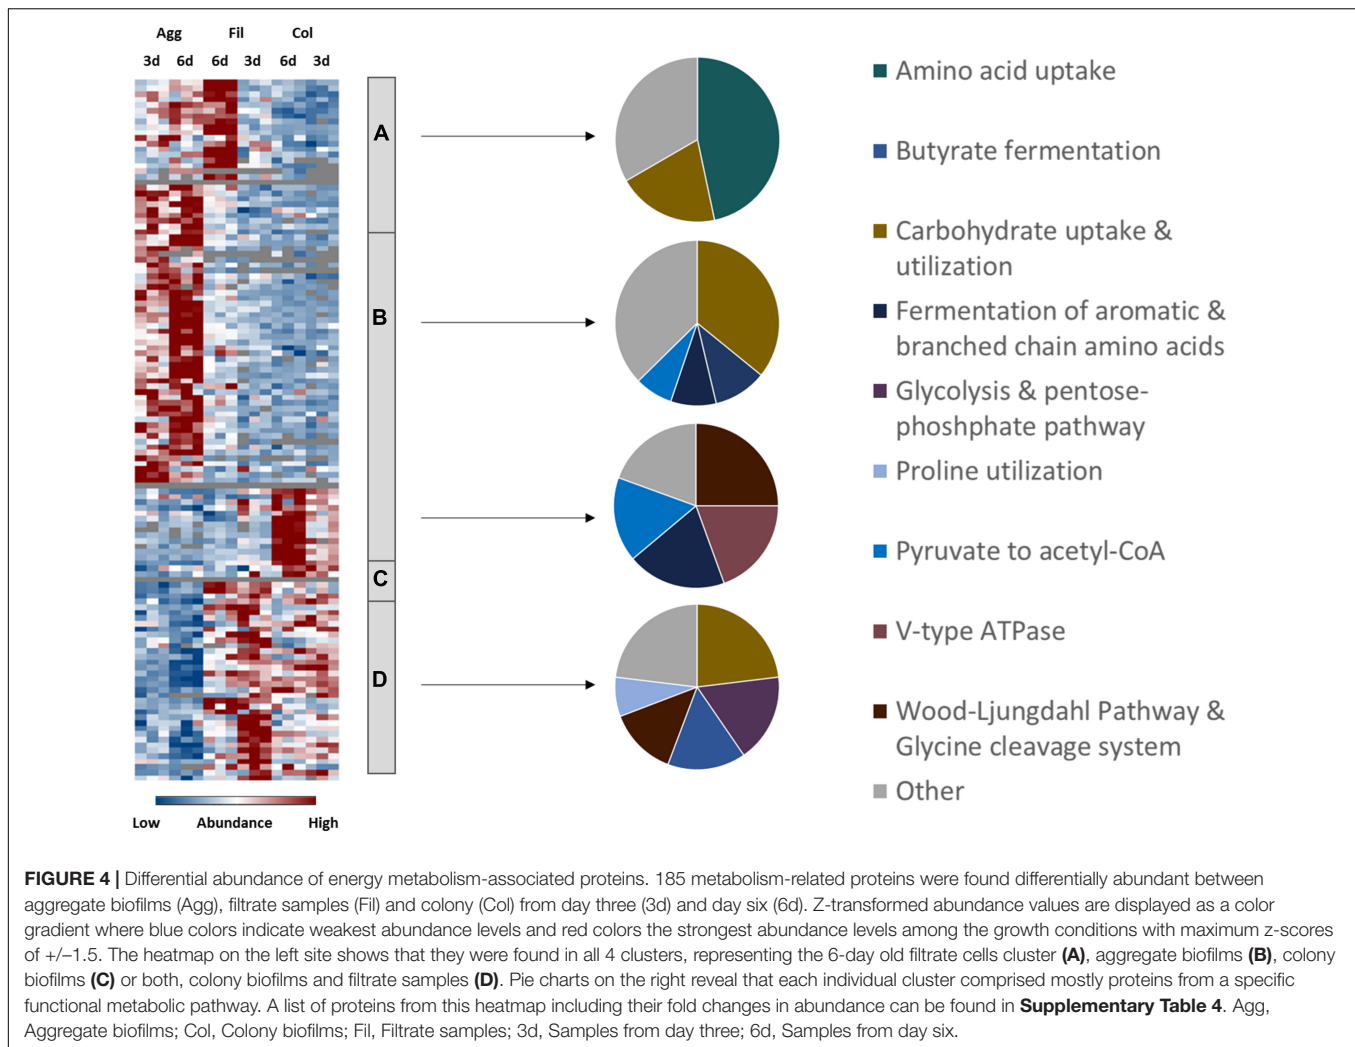 Agg Fil Col
3d 6d 6d 3d 6d 3d
A
B
C
D
Low Abundance High
Amino acid uptake
Butyrate fermentation
Carbohydrate uptake &
utilization
Fermentation of aromatic &
branched chain amino acids
Glycolysis & pentose-
phoshphate pathway
Proline utilization
Pyruvate to acetyl-CoA
V-type ATPase
Wood-Ljungdahl Pathway &
Glycine cleavage system
Other
FIGURE 4 | Differential abundance of energy metabolism-associated proteins. 185 metabolism-related proteins were found differentially abundant between
aggregate biofilms (Agg), filtrate samples (Fil) and colony (Col) from day three (3d) and day six (6d). Z-transformed abundance values are displayed as a color
gradient where blue colors indicate weakest abundance levels and red colors the strongest abundance levels among the growth conditions with maximum z-scores
of +/–1.5. The heatmap on the left site shows that they were found in all 4 clusters, representing the 6-day old filtrate cells cluster (A), aggregate biofilms (B), colony
biofilms (C) or both, colony biofilms and filtrate samples (D). Pie charts on the right reveal that each individual cluster comprised mostly proteins from a specific
functional metabolic pathway. A list of proteins from this heatmap including their fold changes in abundance can be found in Supplementary Table 4. Agg,
Aggregate biofilms; Col, Colony biofilms; Fil, Filtrate samples; 3d, Samples from day three; 6d, Samples from day six.